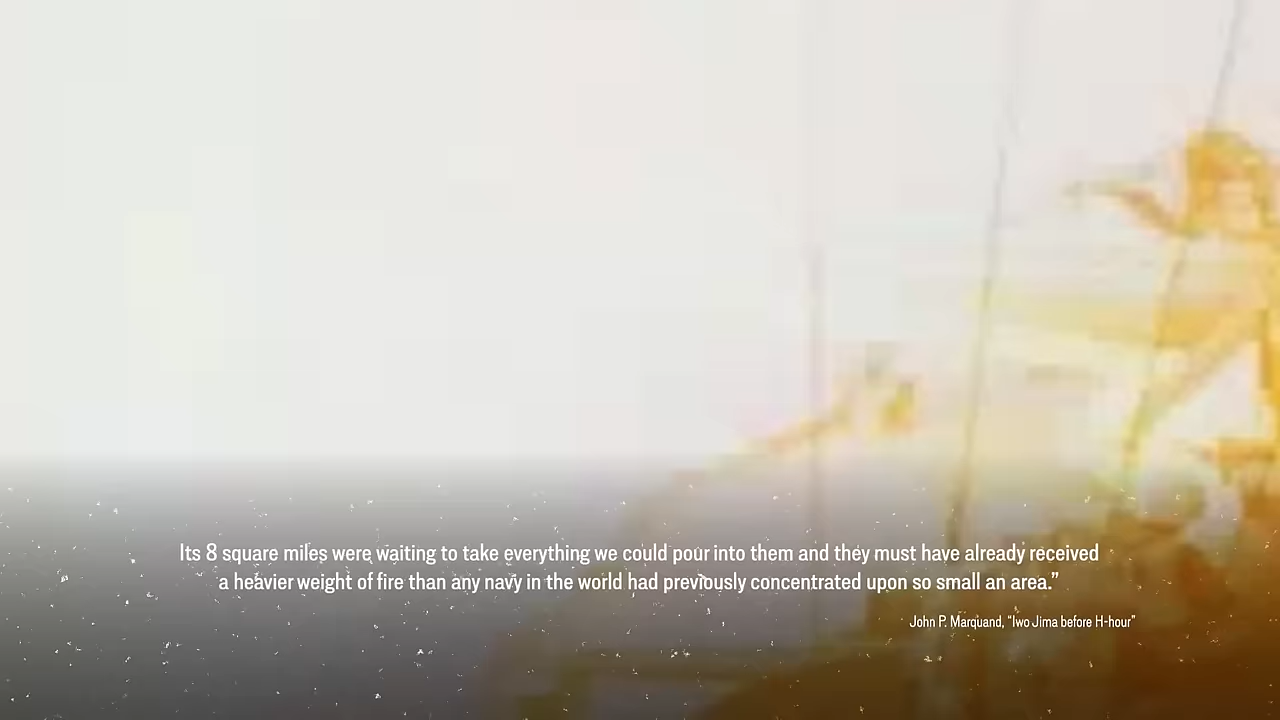 Its 8 square miles were waiting to take everything we could pour into them and they must have already received
a heavier weight of fire than any navy in the world had previously concentrated upon so small an area.”
John P. Marquand, “Iwo Jima before H-hour”